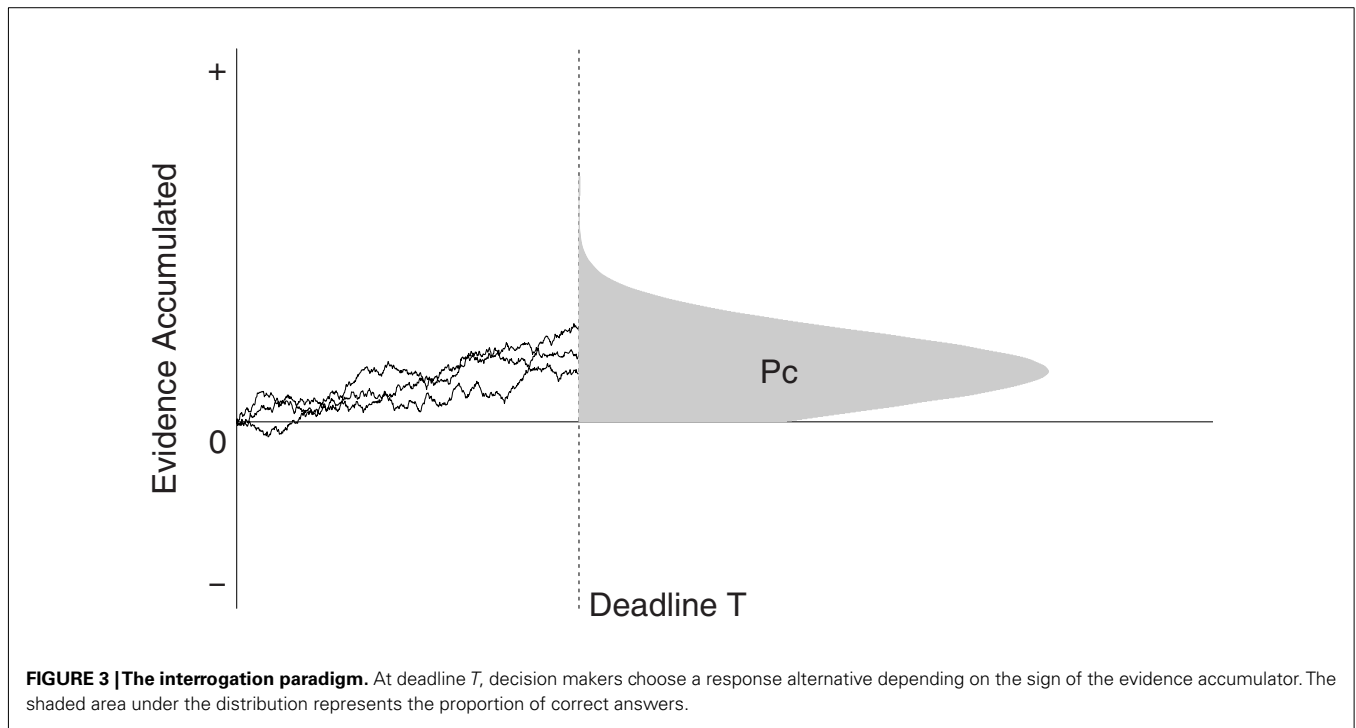 +
Evidence Accumulated
Pc
0
−
Deadline T
FIGURE 3 | The interrogation paradigm. At deadline T, decision makers choose a response alternative depending on the sign of the evidence accumulator. The
shaded area under the distribution represents the proportion of correct answers.